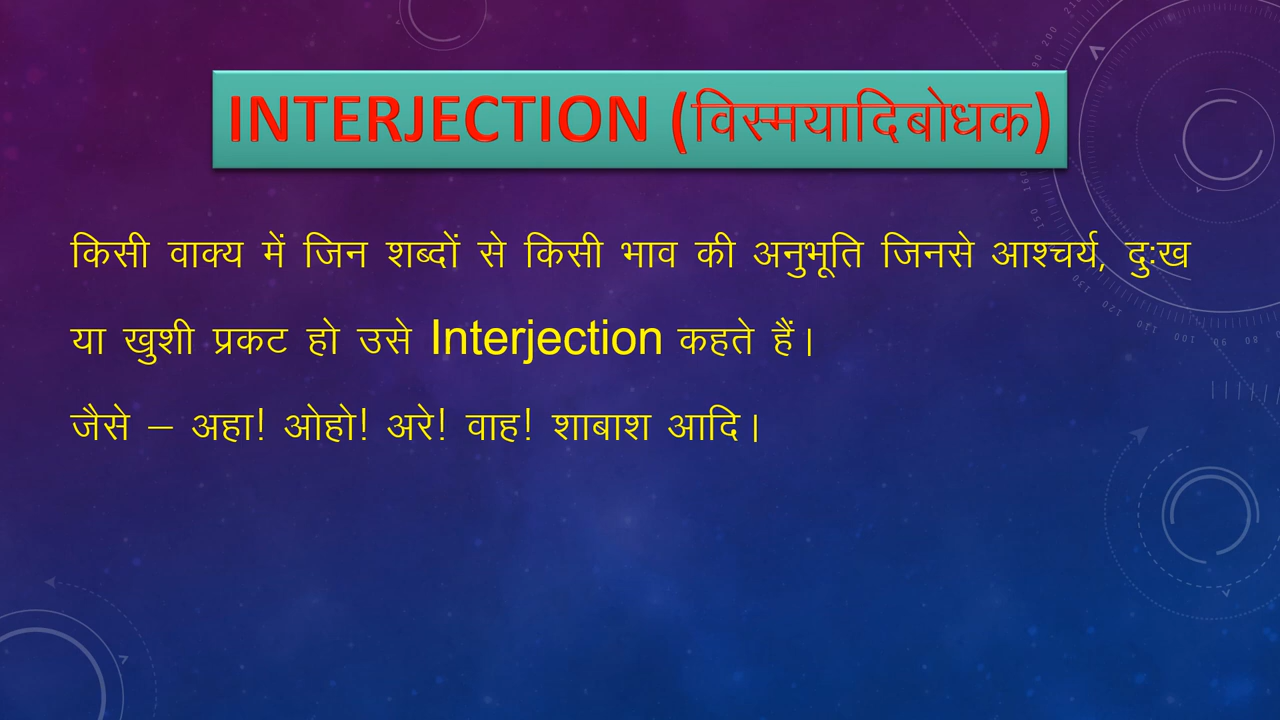 INTERJECTION (विस्मयादिबोधक)
किसी वाक्य में जिन शब्दों से किसी भाव की अनुभूति जिनसे आश्चर्य, दुःख
या खुशी प्रकट हो उसे Interjection कहते हैं।
जैसे – अहा! ओहो! अरे! वाह! शाबाश आदि।